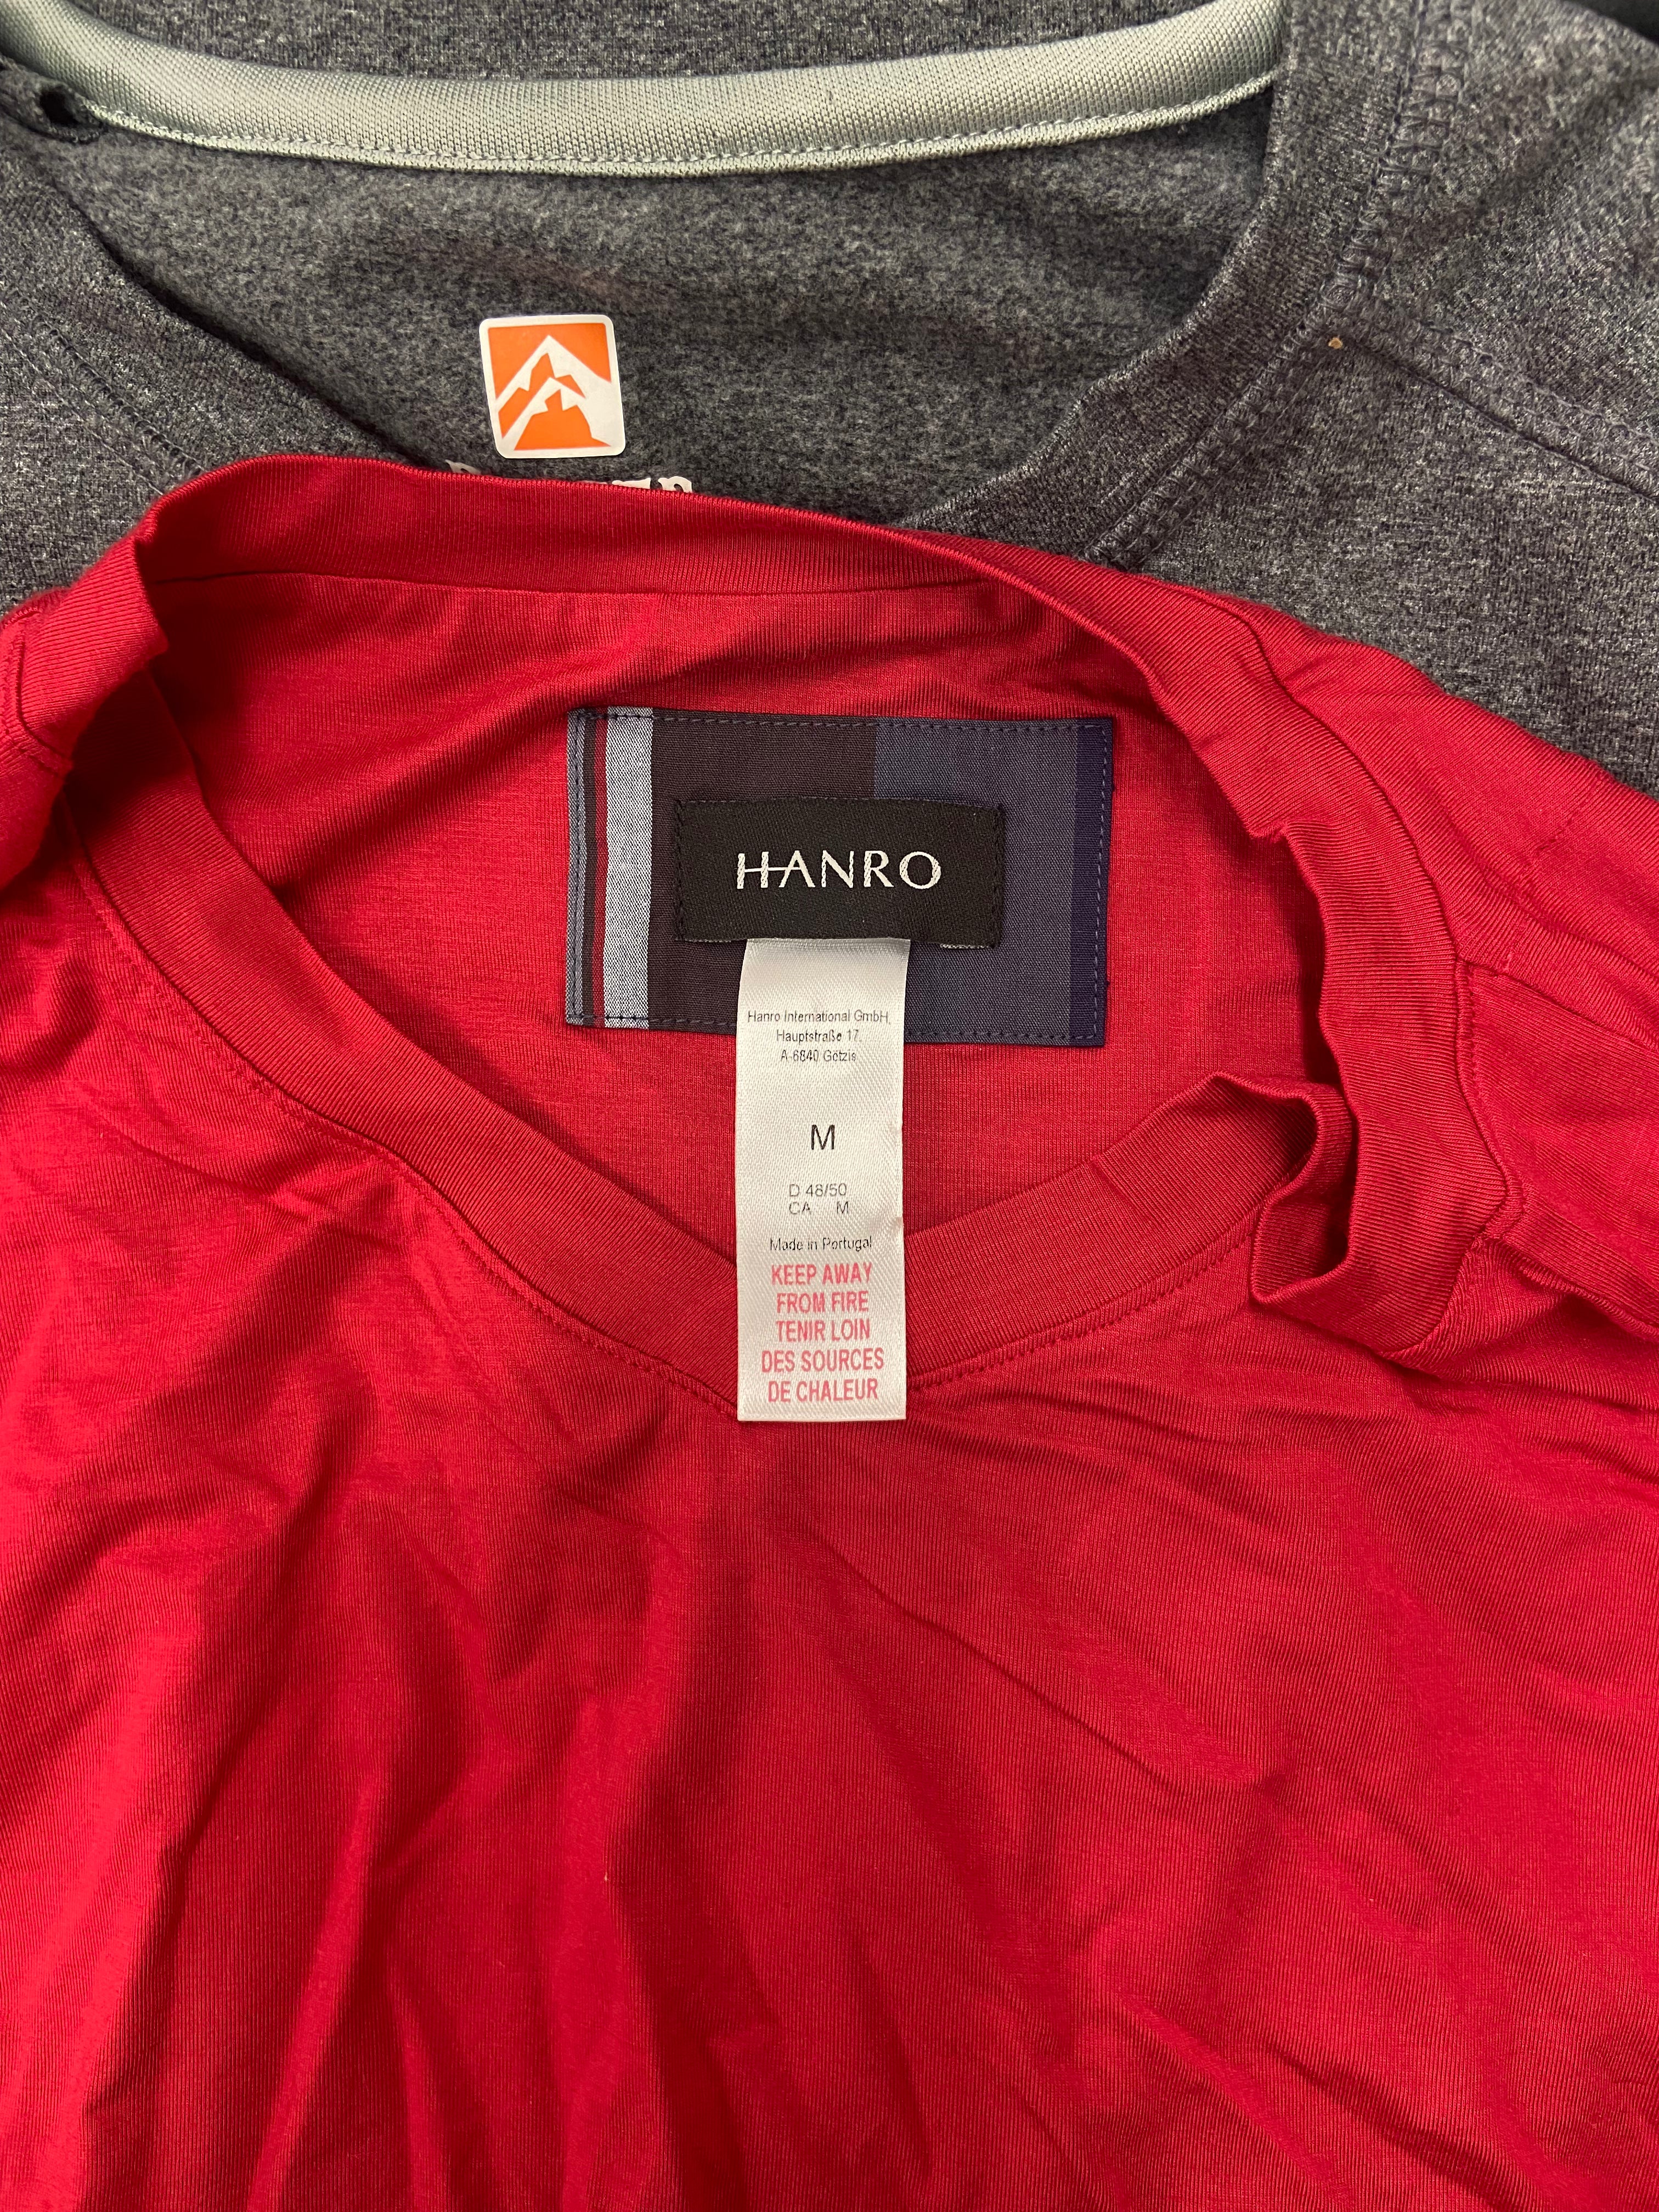 HANRO
Hanro International GmbH,
Hauptstraße 17,
A-6840 Götzis
M
D 48/50
CA M
Made in Portugal
KEEP AWAY
FROM FIRE
TENIR LOIN
DES SOURCES
DE CHALEUR